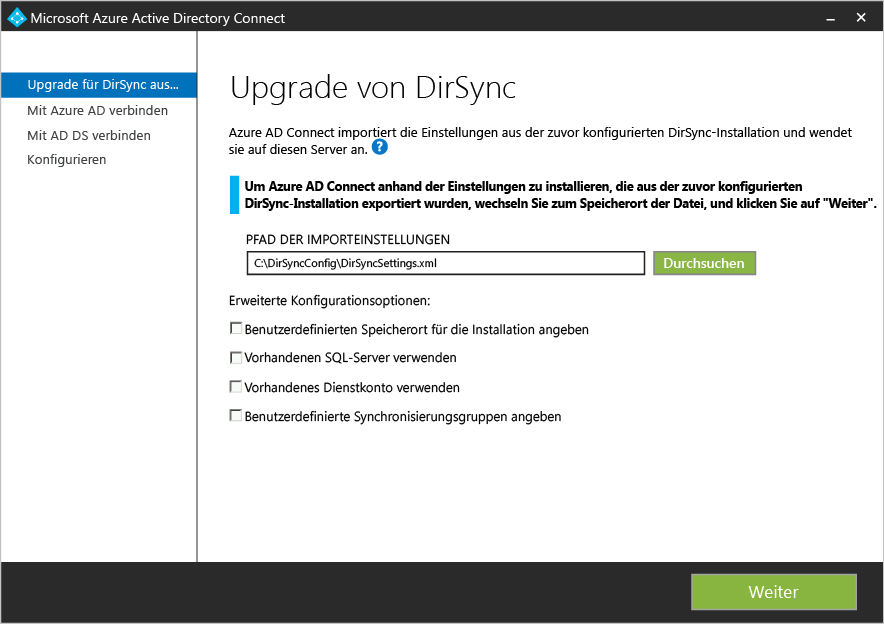 Microsoft Azure Active Directory Connect
Upgrade für DirSync aus...
Mit Azure AD verbinden
Mit AD DS verbinden
Konfigurieren
Upgrade von DirSync
Azure AD Connect importiert die Einstellungen aus der zuvor konfigurierten DirSync-Installation und wendet
sie auf diesen Server an. ?
Um Azure AD Connect anhand der Einstellungen zu installieren, die aus der zuvor konfigurierten
DirSync-Installation exportiert wurden, wechseln Sie zum Speicherort der Datei, und klicken Sie auf "Weiter".
PFAD DER IMPORTEINSTELLUNGEN
C:\DirSyncConfig\DirSyncSettings.xml
Durchsuchen
Erweiterte Konfigurationsoptionen:
Benutzerdefinierten Speicherort für die Installation angeben
Vorhandenen SQL-Server verwenden
Vorhandenes Dienstkonto verwenden
Benutzerdefinierte Synchronisierungsgruppen angeben
Weiter